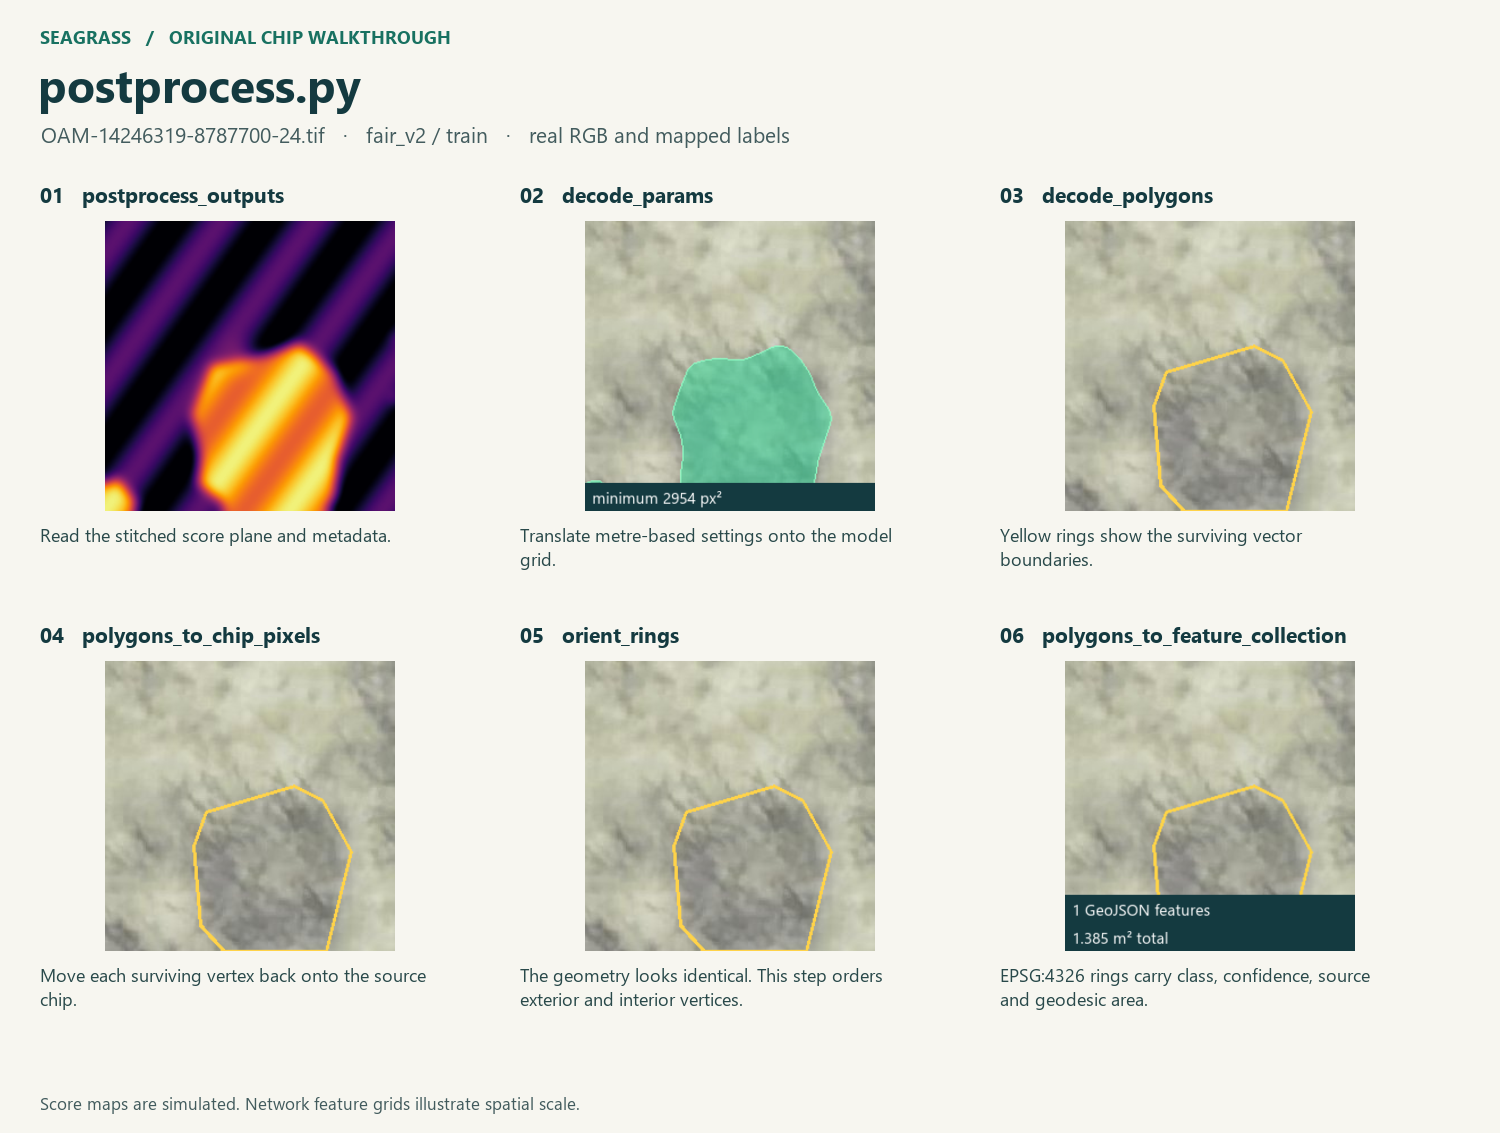 SEAGRASS / ORIGINAL CHIP WALKTHROUGH
postprocess.py
OAM-14246319-8787700-24.tif · fair_v2 / train · real RGB and mapped labels
01 postprocess_outputs
Read the stitched score plane and metadata.
02 decode_params
minimum 2954 px²
Translate metre-based settings onto the model
grid.
03 decode_polygons
Yellow rings show the surviving vector
boundaries.
04 polygons_to_chip_pixels
Move each surviving vertex back onto the source
chip.
05 orient_rings
The geometry looks identical. This step orders
exterior and interior vertices.
06 polygons_to_feature_collection
1 GeoJSON features
1.385 m² total
EPSG:4326 rings carry class, confidence, source
and geodesic area.
Score maps are simulated. Network feature grids illustrate spatial scale.